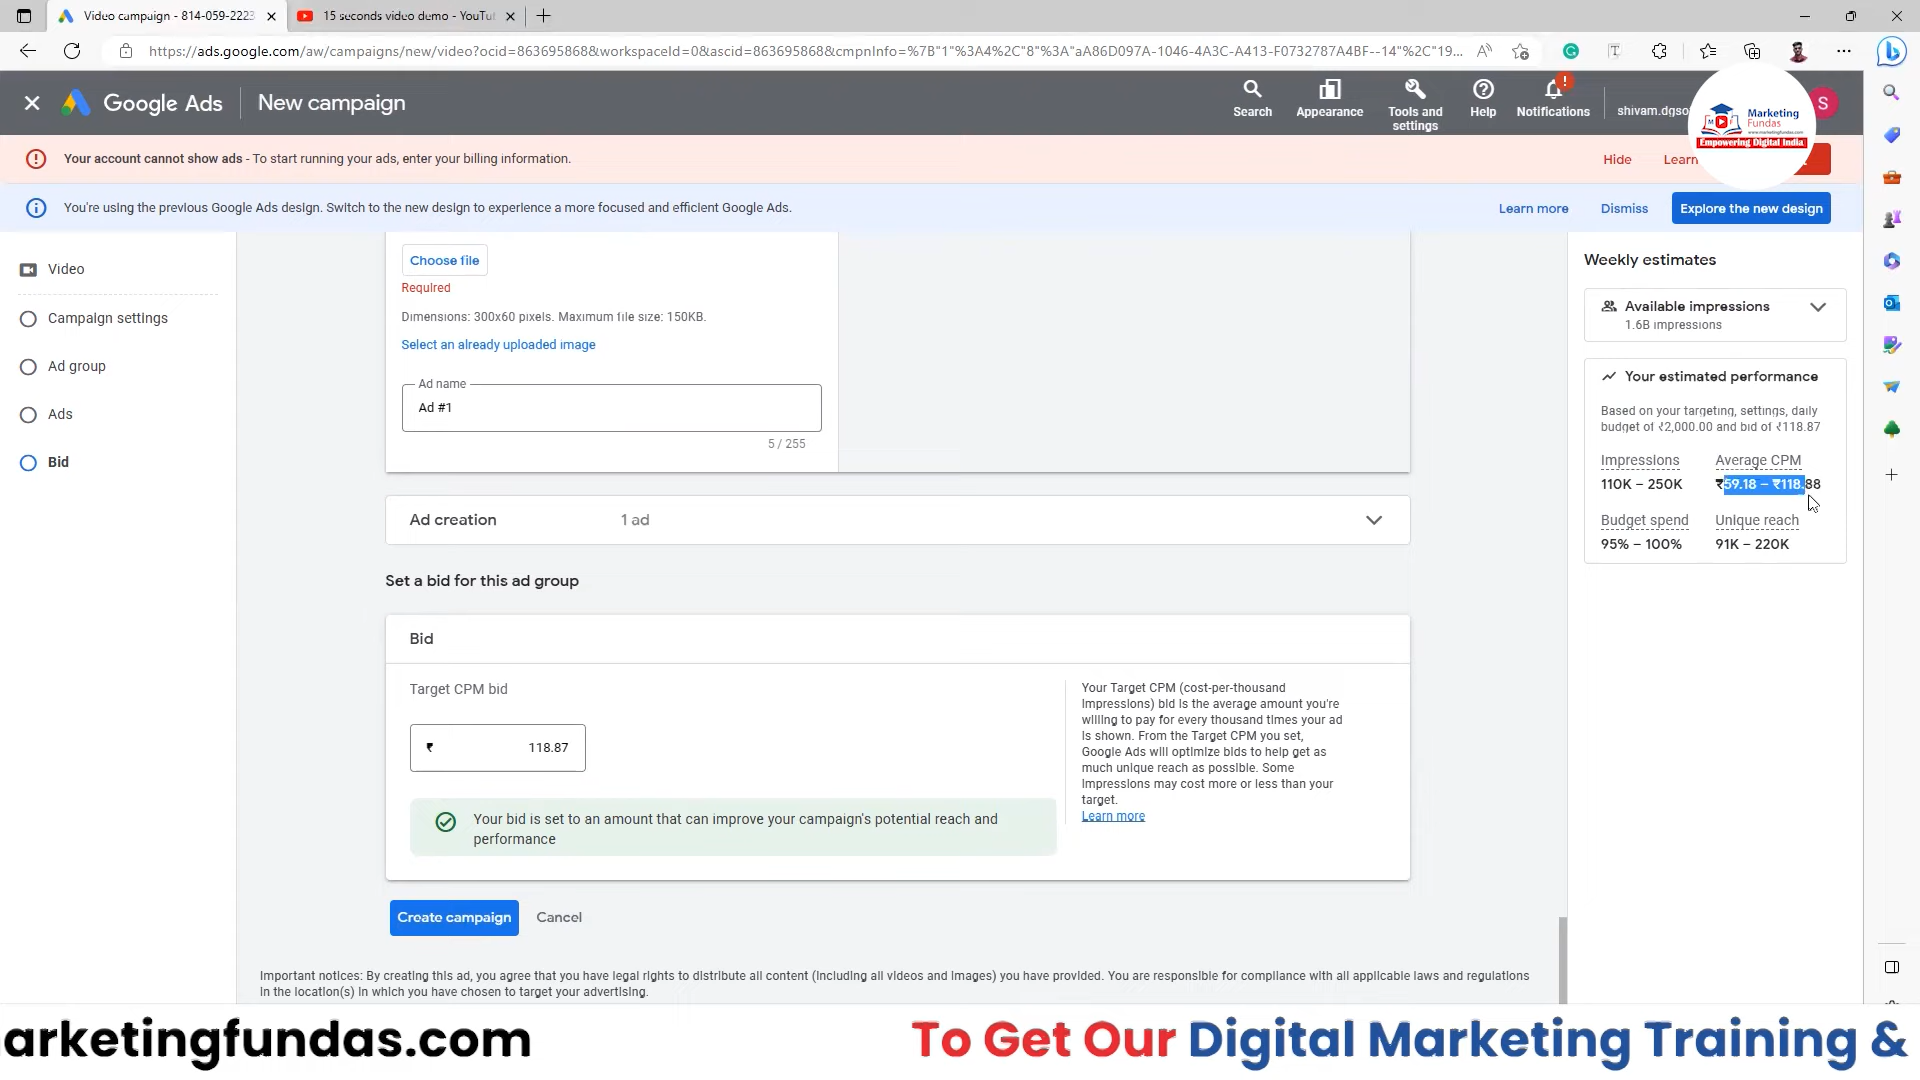 Video campaign - 814-059-2223
15 seconds video demo - YouTu
https://ads.google.com/aw/campaigns/new/video?ocid=863695868&workspaceId=0&ascid=863695868&cmpnInfo=%7B"1"%3A4%2C"8"%3A"aA86D097A-1046-4A3C-A413-F0732787A4BF--14"%2C"19...
Google Ads
New campaign
Search
Appearance
Tools and
settings
Help
Notifications
shivam.dgso
S
Marketing
Fundas
www.marketingfundas.com
Empowering Digital India
Your account cannot show ads - To start running your ads, enter your billing information.
Hide
Learn
You're using the previous Google Ads design. Switch to the new design to experience a more focused and efficient Google Ads.
Learn more
Dismiss
Explore the new design
Video
Campaign settings
Ad group
Ads
Bid
Choose file
Required
Dimensions: 300x60 pixels. Maximum file size: 150KB.
Select an already uploaded image
Ad name
Ad #1
5 / 255
Ad creation
1 ad
Set a bid for this ad group
Bid
Target CPM bid
₹ 118.87
Your bid is set to an amount that can improve your campaign's potential reach and
performance
Your Target CPM (cost-per-thousand
impressions) bid is the average amount you're
willing to pay for every thousand times your ad
is shown. From the Target CPM you set,
Google Ads will optimize bids to help get as
much unique reach as possible. Some
impressions may cost more or less than your
target.
Learn more
Create campaign
Cancel
Important notices: By creating this ad, you agree that you have legal rights to distribute all content (including all videos and images) you have provided. You are responsible for compliance with all applicable laws and regulations
in the location(s) in which you have chosen to target your advertising.
Weekly estimates
Available impressions
1.6B impressions
Your estimated performance
Based on your targeting, settings, daily
budget of ₹2,000.00 and bid of ₹118.87
Impressions
110K – 250K
Average CPM
₹59.18 – ₹118.88
Budget spend
95% – 100%
Unique reach
91K – 220K
arketingfundas.com
To Get Our Digital Marketing Training &